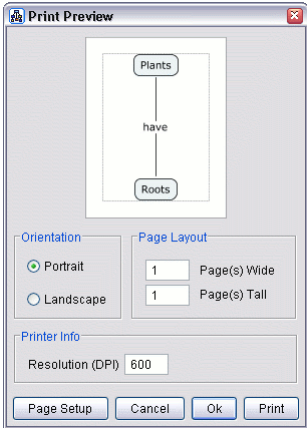 Print Preview
Plants
have
Roots
Orientation
Page Layout
Portrait
1 Page(s) Wide
Landscape
1 Page(s) Tall
Printer Info
Resolution (DPI) 600
Page Setup Cancel Ok Print